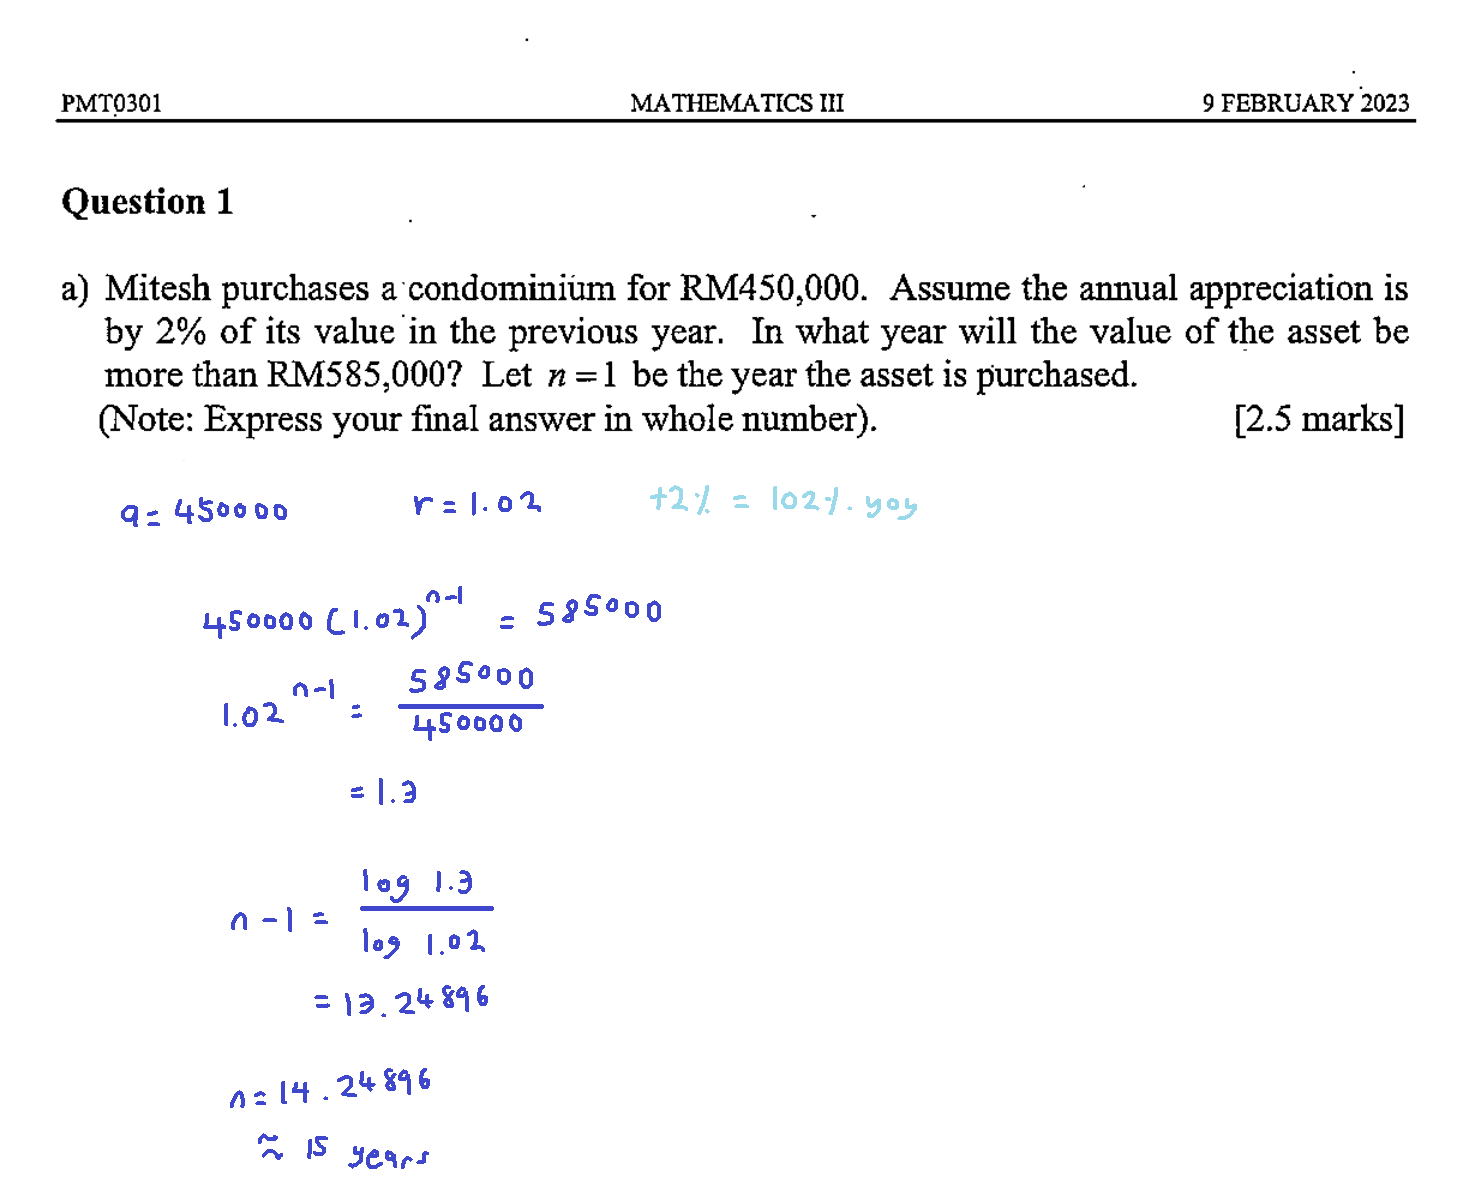 PMT0301 MATHEMATICS III 9 FEBRUARY 2023
Question 1
a) Mitesh purchases a condominium for RM450,000. Assume the annual appreciation is
by 2% of its value in the previous year. In what year will the value of the asset be
more than RM585,000? Let n = 1 be the year the asset is purchased.
(Note: Express your final answer in whole number). [2.5 marks]
a = 450000 r = 1.02 +2% = 102%. yoy
450000 (1.02)^(n-1) = 585000
1.02^(n-1) = 585000 / 450000
= 1.3
n - 1 = log 1.3 / log 1.02
= 13.24896
n = 14.24896
≈ 15 years